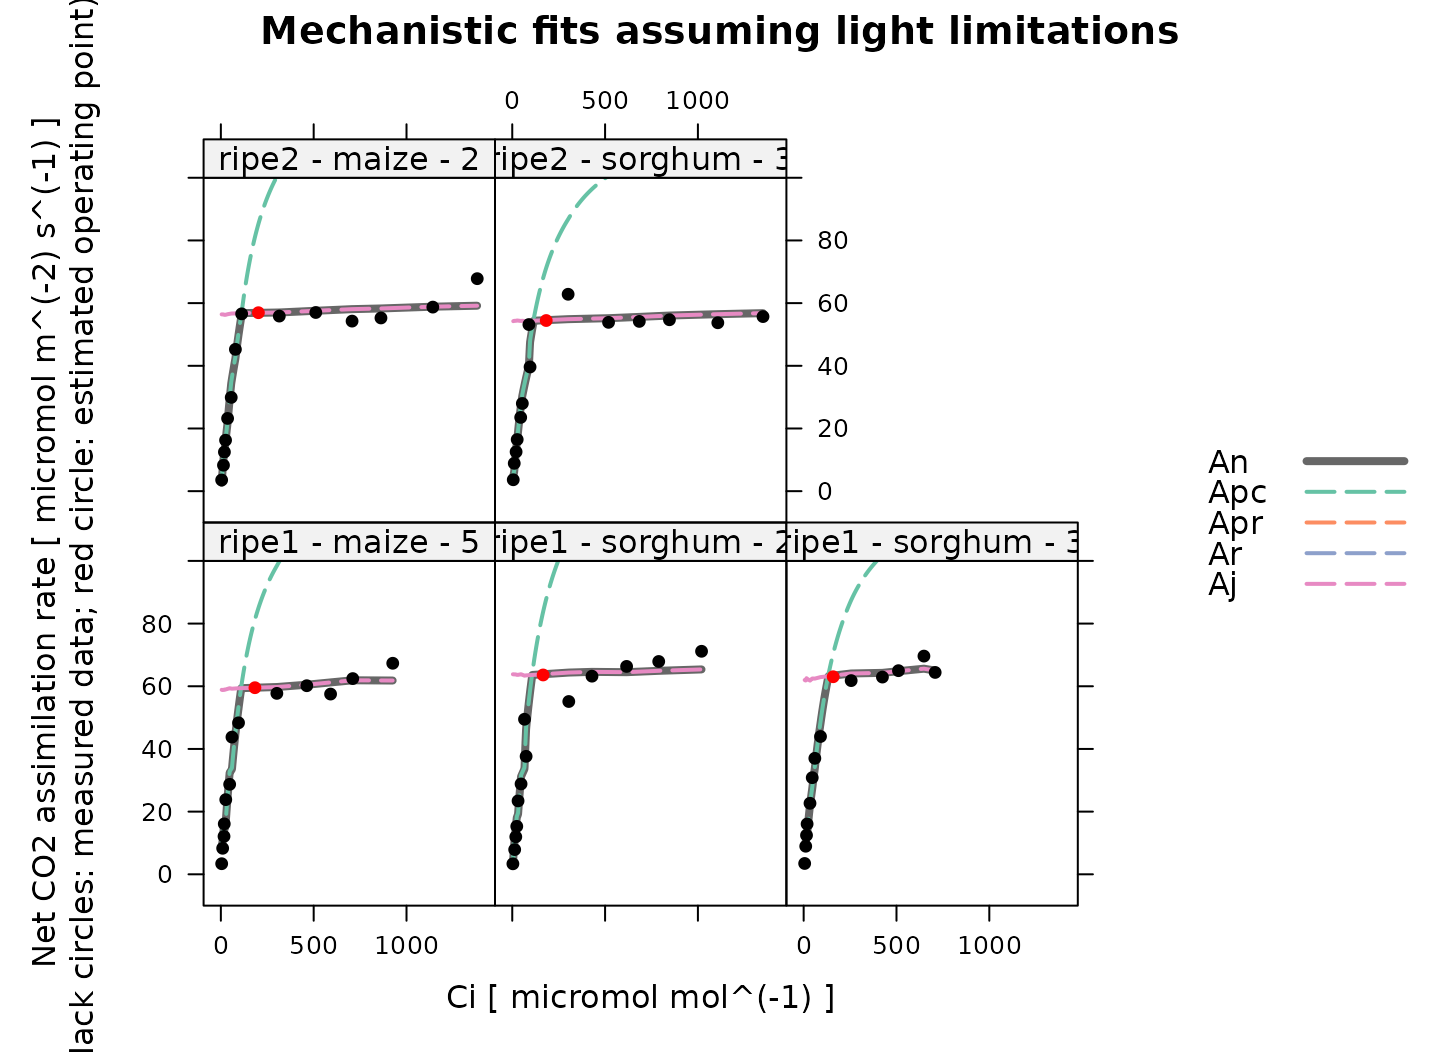 Mechanistic fits assuming light limitations
Net CO2 assimilation rate [ micromol m^(-2) s^(-1) ]
lack circles: measured data; red circle: estimated operating point)
0 500 1000
ripe2 - maize - 2
ripe2 - sorghum - 3
80
60
40
20
0
ripe1 - maize - 5
ripe1 - sorghum - 2
ripe1 - sorghum - 3
80
60
40
20
0
0 500 1000
0 500 1000
Ci [ micromol mol^(-1) ]
An
Apc
Apr
Ar
Aj